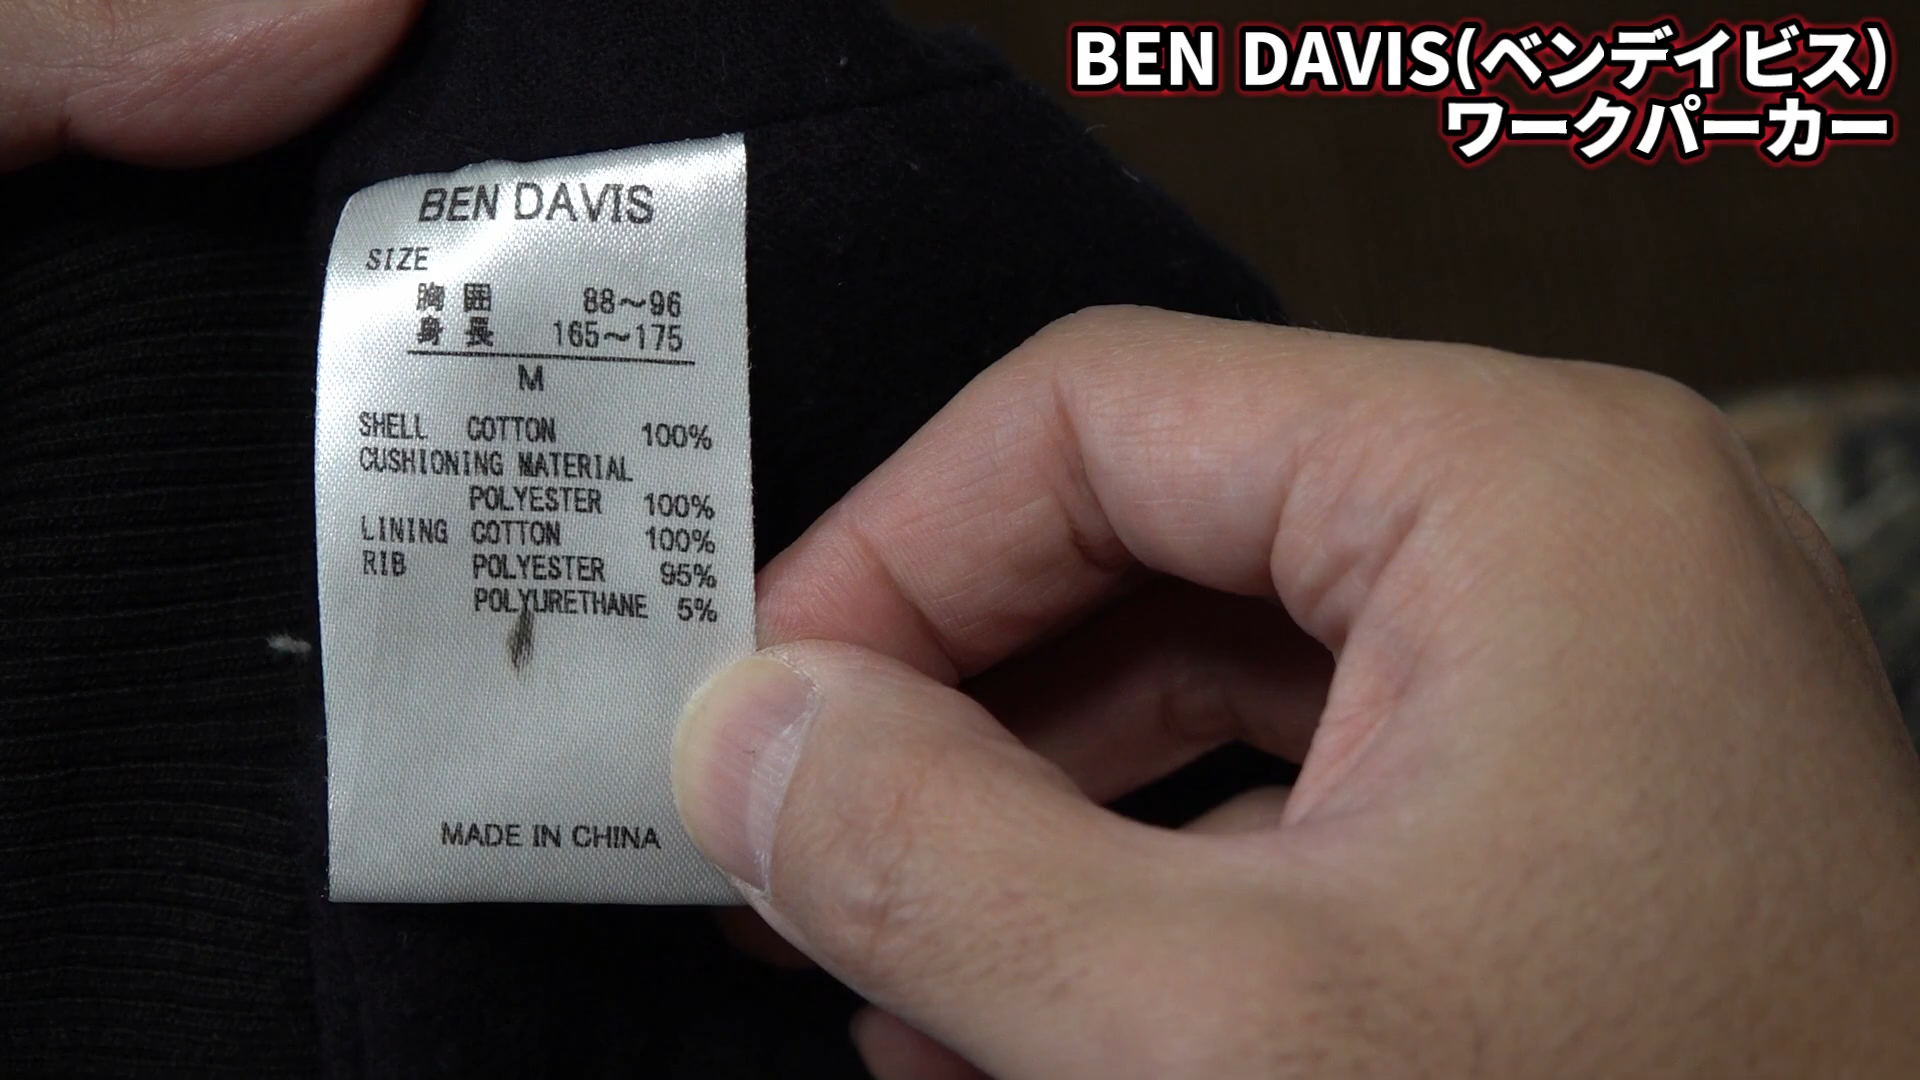 BEN DAVIS(ベンデイビス)
ワークパーカー
BEN DAVIS
SIZE
胸囲 88～96
身長 165～175
M
SHELL COTTON 100%
CUSHIONING MATERIAL
POLYESTER 100%
LINING COTTON 100%
RIB POLYESTER 95%
POLYURETHANE 5%
MADE IN CHINA